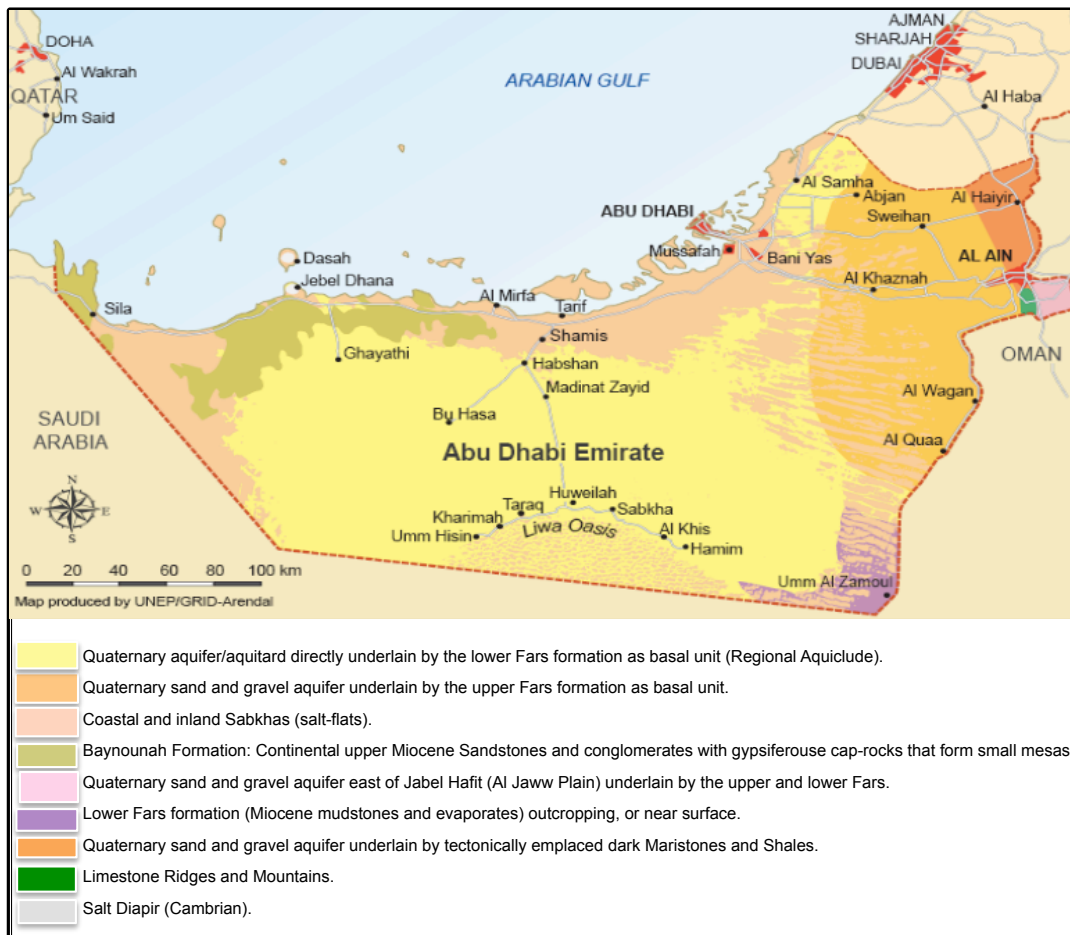 AJMAN
SHARJAH
DUBAI
DOHA
Al Wakrah
QATAR
Um Said
ARABIAN GULF
Al Haba
Al Samha
Abjan
Al Haiyir
ABU DHABI
Sweihan
Mussafah
Bani Yas
AL AIN
Dasah
Jebel Dhana
Al Khaznah
Al Mirfa
Tarif
Sila
Shamis
Ghayathi
Habshan
OMAN
Madinat Zayid
Al Wagan
Bu Hasa
SAUDI
ARABIA
Abu Dhabi Emirate
Al Quaa
N
W E
S
Huweilah
Taraq
Sabkha
Kharimah
Liwa Oasis
Umm Hisin
Al Khis
Hamim
0 20 40 60 80 100 km
Umm Al Zamoul
Map produced by UNEP/GRID-Arendal
Quaternary aquifer/aquitard directly underlain by the lower Fars formation as basal unit (Regional Aquiclude).
Quaternary sand and gravel aquifer underlain by the upper Fars formation as basal unit.
Coastal and inland Sabkhas (salt-flats).
Baynounah Formation: Continental upper Miocene Sandstones and conglomerates with gypsiferouse cap-rocks that form small mesas
Quaternary sand and gravel aquifer east of Jabel Hafit (Al Jaww Plain) underlain by the upper and lower Fars.
Lower Fars formation (Miocene mudstones and evaporates) outcropping, or near surface.
Quaternary sand and gravel aquifer underlain by tectonically emplaced dark Maristones and Shales.
Limestone Ridges and Mountains.
Salt Diapir (Cambrian).